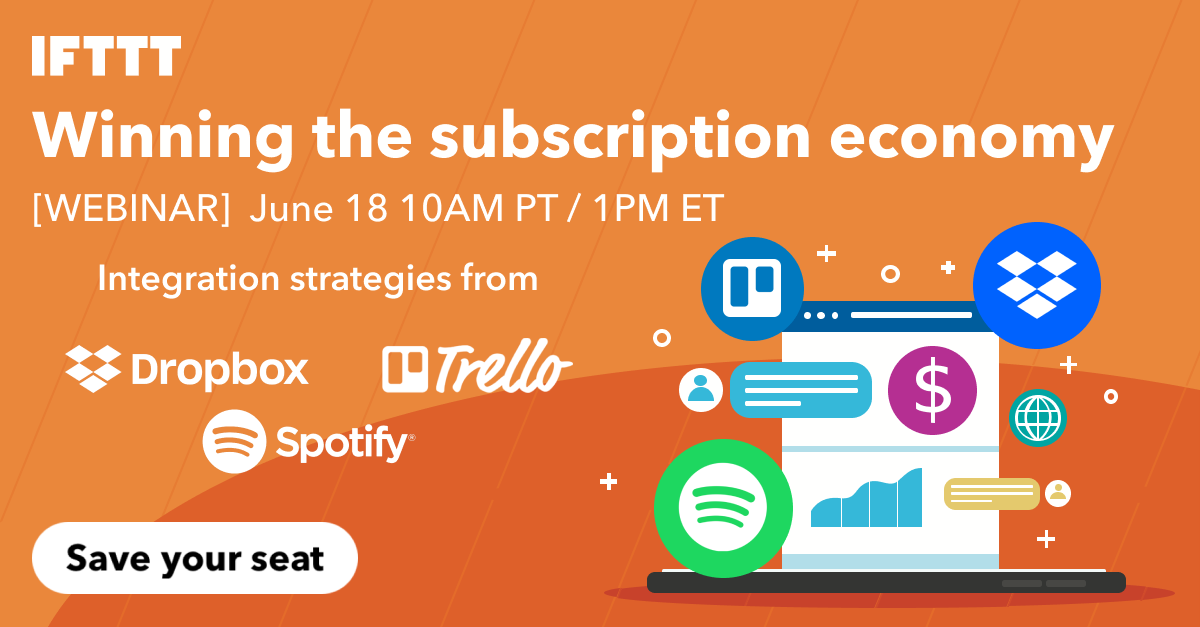 IFTTT
Winning the subscription economy
[WEBINAR] June 18 10AM PT / 1PM ET
Integration strategies from
Dropbox
Trello
Spotify®
$
Save your seat